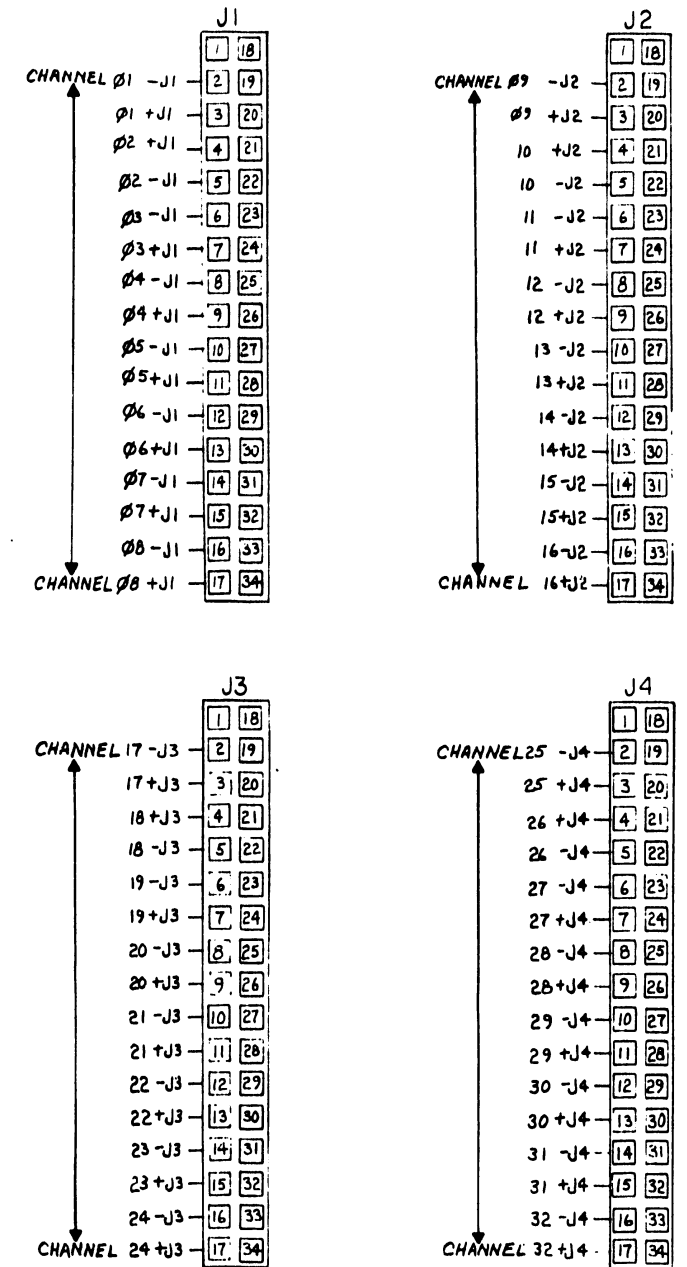 J1
1 18
CHANNEL Ø1 -J1 2 19
Ø1 +J1 3 20
Ø2 +J1 4 21
Ø2 -J1 5 22
Ø3 -J1 6 23
Ø3+J1 7 24
Ø4 -J1 8 25
Ø4 +J1 9 26
Ø5 -J1 10 27
Ø5+J1 11 28
Ø6 -J1 12 29
Ø6+J1 13 30
Ø7-J1 14 31
Ø7+J1 15 32
Ø8 -J1 16 33
CHANNEL Ø8 +J1 17 34
J2
1 18
CHANNEL Ø9 -J2 2 19
Ø9 +J2 3 20
10 +J2 4 21
10 -J2 5 22
11 -J2 6 23
11 +J2 7 24
12 -J2 8 25
12 +J2 9 26
13 -J2 10 27
13+J2 11 28
14 -J2 12 29
14+J2 13 30
15-J2 14 31
15+J2 15 32
16-J2 16 33
CHANNEL 16+J2 17 34
J3
1 18
CHANNEL 17 -J3 2 19
17+J3 3 20
18+J3 4 21
18 -J3 5 22
19-J3 6 23
19+J3 7 24
20-J3 8 25
20 +J3 9 26
21 -J3 10 27
21 +J3 11 28
22 -J3 12 29
22+J3 13 30
23 -J3 14 31
23 +J3 15 32
24 -J3 16 33
CHANNEL 24 +J3 17 34
J4
1 18
CHANNEL 25 -J4 2 19
25 +J4 3 20
26 +J4 4 21
26 -J4 5 22
27 -J4 6 23
27 +J4 7 24
28 -J4 8 25
28+J4 9 26
29 -J4 10 27
29 +J4 11 28
30 -J4 12 29
30 +J4 13 30
31 -J4 14 31
31 +J4 15 32
32 -J4 16 33
CHANNEL 32 +J4 17 34